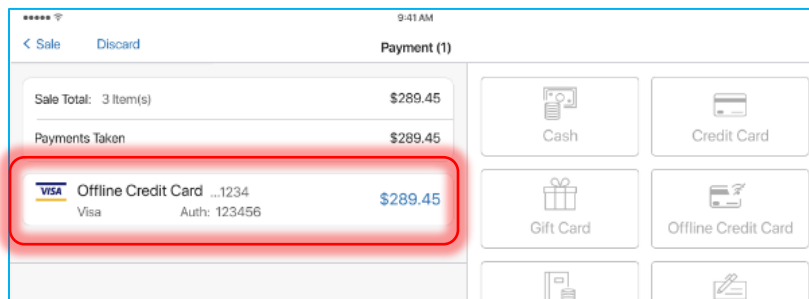 9:41 AM
< Sale Discard Payment (1)
Sale Total: 3 Item(s) $289.45
Payments Taken $289.45
VISA Offline Credit Card ...1234 $289.45
Visa Auth: 123456
Cash Credit Card
Gift Card Offline Credit Card